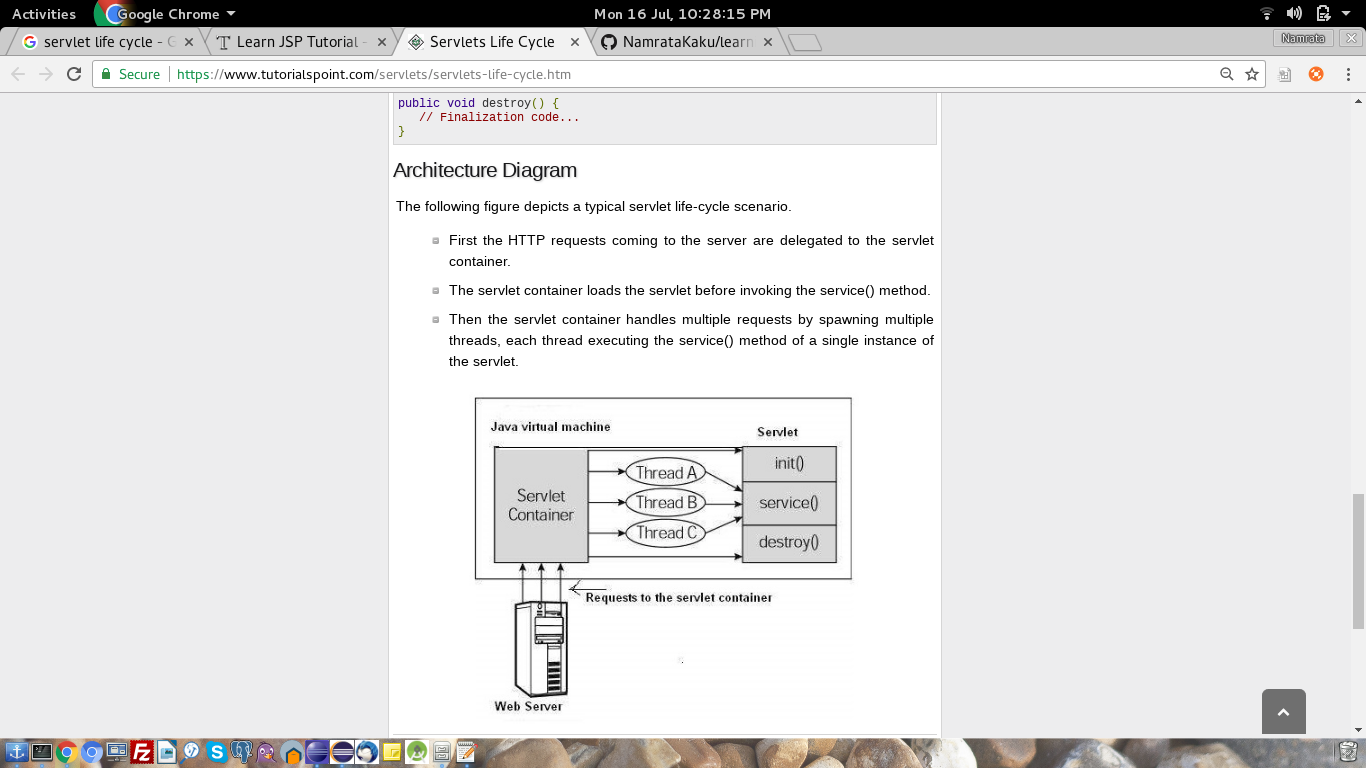 Activities Google Chrome Mon 16 Jul, 10:28:15 PM
servlet life cycle - G Learn JSP Tutorial - Servlets Life Cycle NamrataKaku/learn Namrata
Secure https://www.tutorialspoint.com/servlets/servlets-life-cycle.htm
public void destroy() {
// Finalization code...
}
Architecture Diagram
The following figure depicts a typical servlet life-cycle scenario.
First the HTTP requests coming to the server are delegated to the servlet
container.
The servlet container loads the servlet before invoking the service() method.
Then the servlet container handles multiple requests by spawning multiple
threads, each thread executing the service() method of a single instance of
the servlet.
Java virtual machine
Servlet
Servlet
Container
Thread A
Thread B
Thread C
init()
service()
destroy()
Requests to the servlet container
Web Server